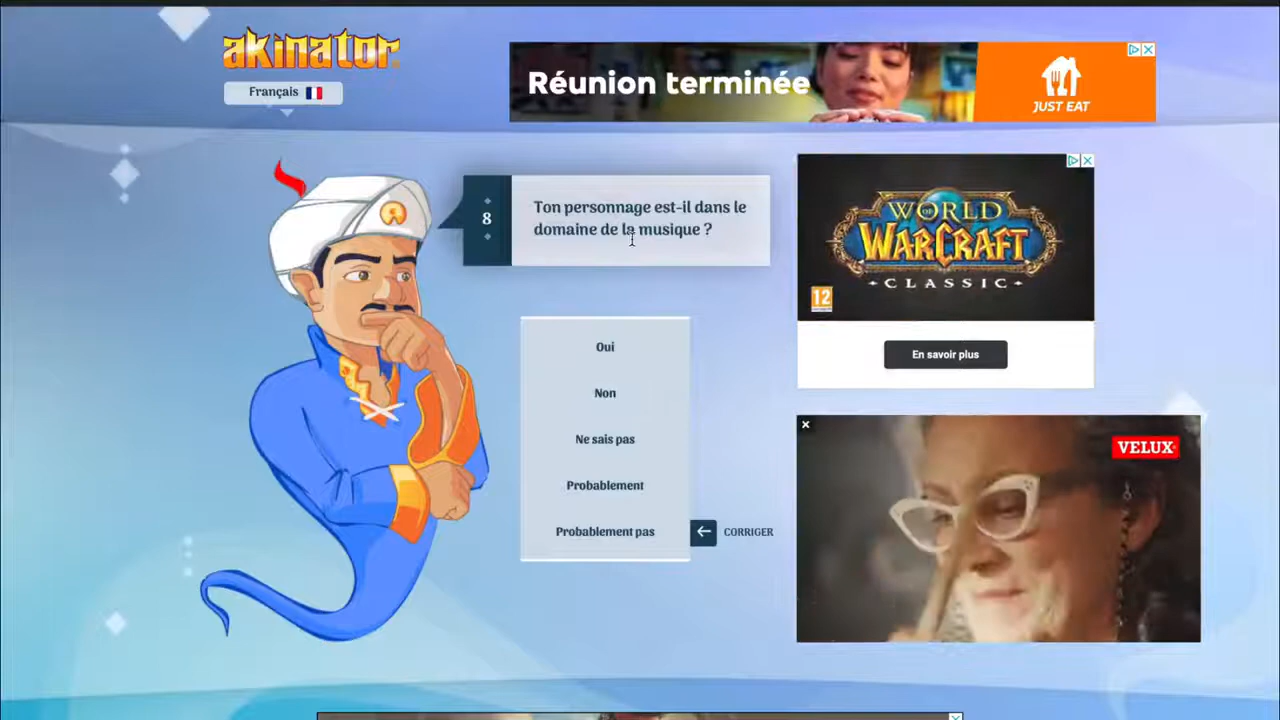 akinator
Français
Réunion terminée
JUST EAT
8
Ton personnage est-il dans le
domaine de la musique ?
Oui
Non
Ne sais pas
Probablement
Probablement pas
CORRIGER
WORLD
OF
WARCRAFT
CLASSIC
12
En savoir plus
VELUX